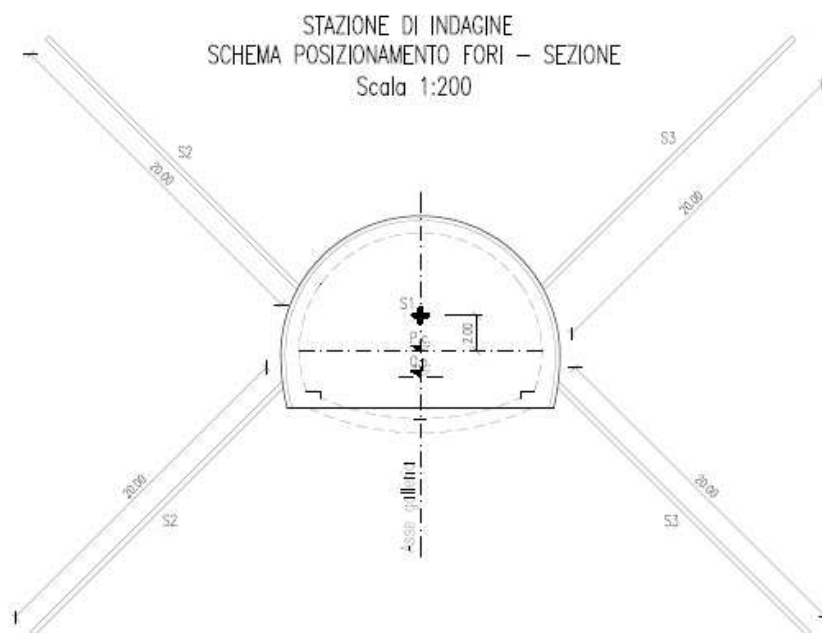 STAZIONE DI INDAGINE
SCHEMA POSIZIONAMENTO FORI – SEZIONE
Scala 1:200
S2
S3
20.00
20.00
S1
2.00
20.00
20.00
S2
S3
Asse galleria